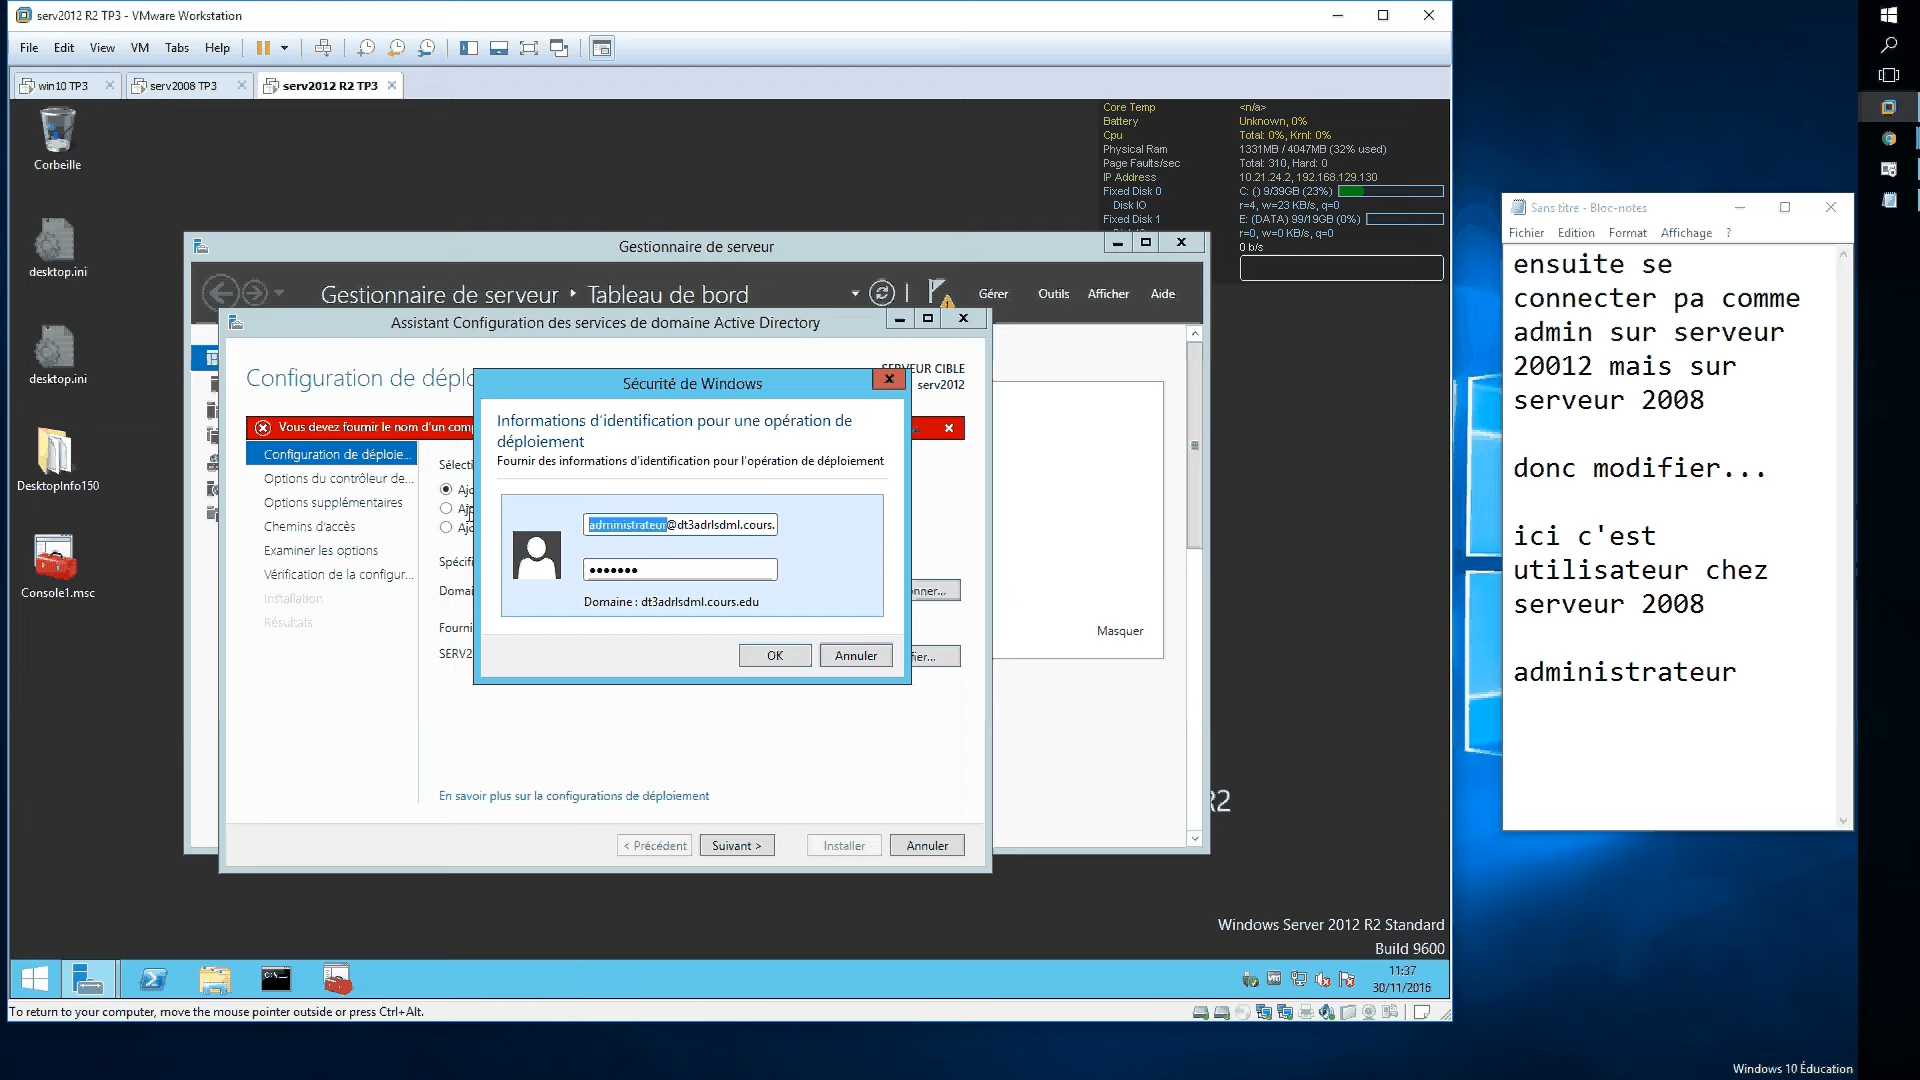 serv2012 R2 TP3 - VMware Workstation
File Edit View VM Tabs Help
win10 TP3 serv2008 TP3 serv2012 R2 TP3
Corbeille
desktop.ini
desktop.ini
DesktopInfo150
Console1.msc
Core Temp <n/a>
Battery Unknown, 0%
Cpu Total: 0%, Krnl: 0%
Physical Ram 1331MB / 4047MB (32% used)
Page Faults/sec Total: 310, Hard: 0
IP Address 10.21.24.2, 192.168.129.130
Fixed Disk 0 C: () 9/39GB (23%)
Disk IO r=4, w=23 KB/s, q=0
Fixed Disk 1 E: (DATA) 99/19GB (0%)
r=0, w=0 KB/s, q=0
0 b/s
Gestionnaire de serveur
Gestionnaire de serveur ‣ Tableau de bord
Gérer Outils Afficher Aide
Assistant Configuration des services de domaine Active Directory
Configuration de déplo
SERVEUR CIBLE
serv2012
Vous devez fournir le nom d'un com
Configuration de déploie...
Options du contrôleur de...
Options supplémentaires
Chemins d'accès
Examiner les options
Vérification de la configur...
Installation
Résultats
Sélecti
Ajo
Ajo
Ajo
Spécifi
Domai
Fourni
SERV2
nner...
fier...
Sécurité de Windows
Informations d'identification pour une opération de
déploiement
Fournir des informations d'identification pour l'opération de déploiement
administrateur@dt3adrlsdml.cours.
Domaine : dt3adrlsdml.cours.edu
OK Annuler
Masquer
En savoir plus sur la configurations de déploiement
< Précédent Suivant > Installer Annuler
R2
Windows Server 2012 R2 Standard
Build 9600
11:37
30/11/2016
To return to your computer, move the mouse pointer outside or press Ctrl+Alt.
Sans titre - Bloc-notes
Fichier Edition Format Affichage ?
ensuite se
connecter pa comme
admin sur serveur
20012 mais sur
serveur 2008
donc modifier...
ici c'est
utilisateur chez
serveur 2008
administrateur
Windows 10 Éducation